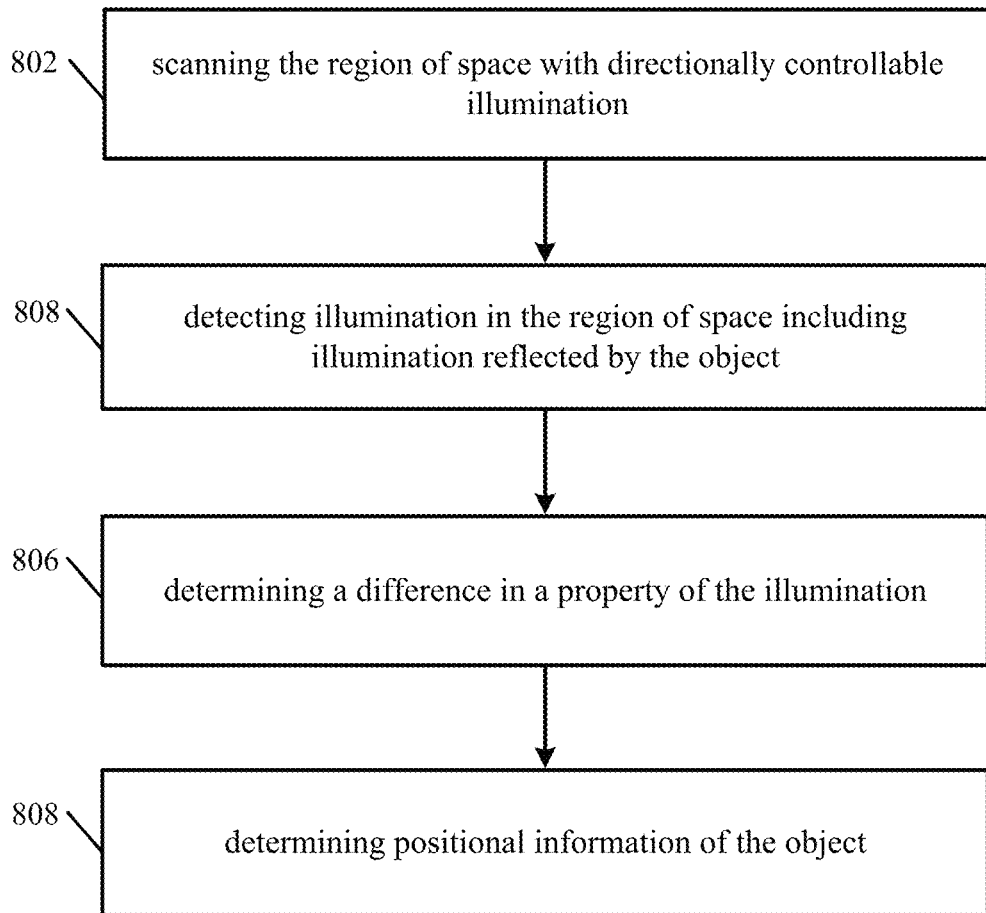 802
scanning the region of space with directionally controllable
illumination
808
detecting illumination in the region of space including
illumination reflected by the object
806
determining a difference in a property of the illumination
808
determining positional information of the object